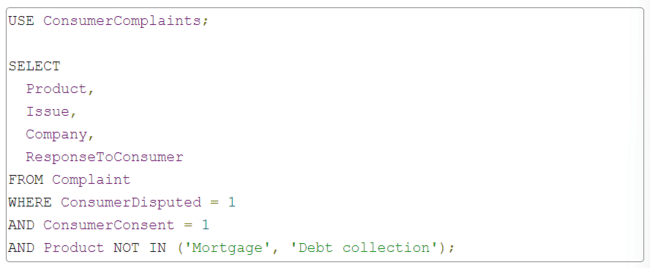 USE ConsumerComplaints;
SELECT
Product,
Issue,
Company,
ResponseToConsumer
FROM Complaint
WHERE ConsumerDisputed = 1
AND ConsumerConsent = 1
AND Product NOT IN ('Mortgage', 'Debt collection');